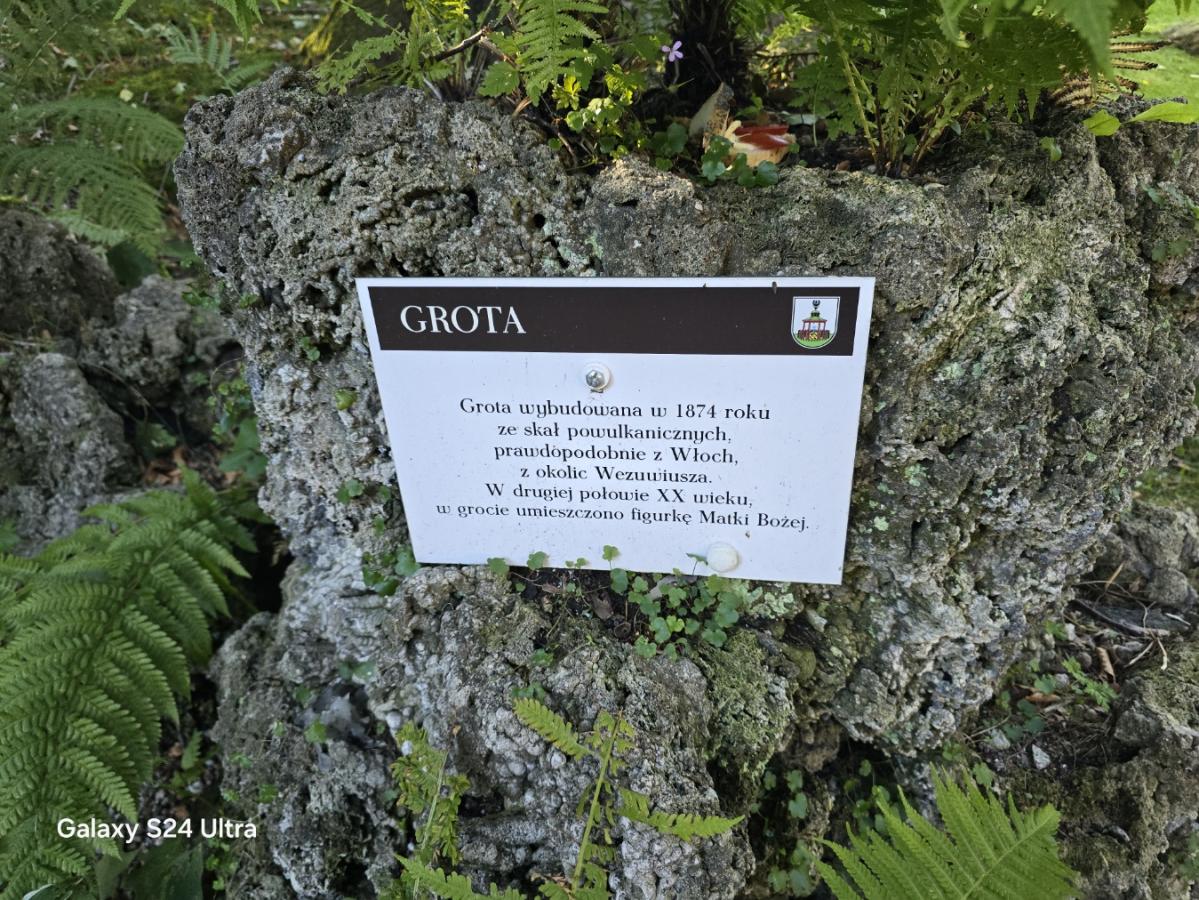 GROTA
Grota wybudowana w 1874 roku
ze skał powulkanicznych,
prawdopodobnie z Włoch,
z okolic Wezuwiusza.
W drugiej połowie XX wieku,
w grocie umieszczono figurkę Matki Bożej.
Galaxy S24 Ultra